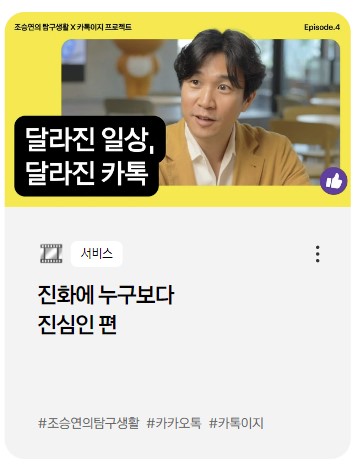 조승연의 탐구생활 X 카톡이지 프로젝트
Episode.4
달라진 일상,
달라진 카톡
서비스
진화에 누구보다
진심인 편
#조승연의탐구생활 #카카오톡 #카톡이지